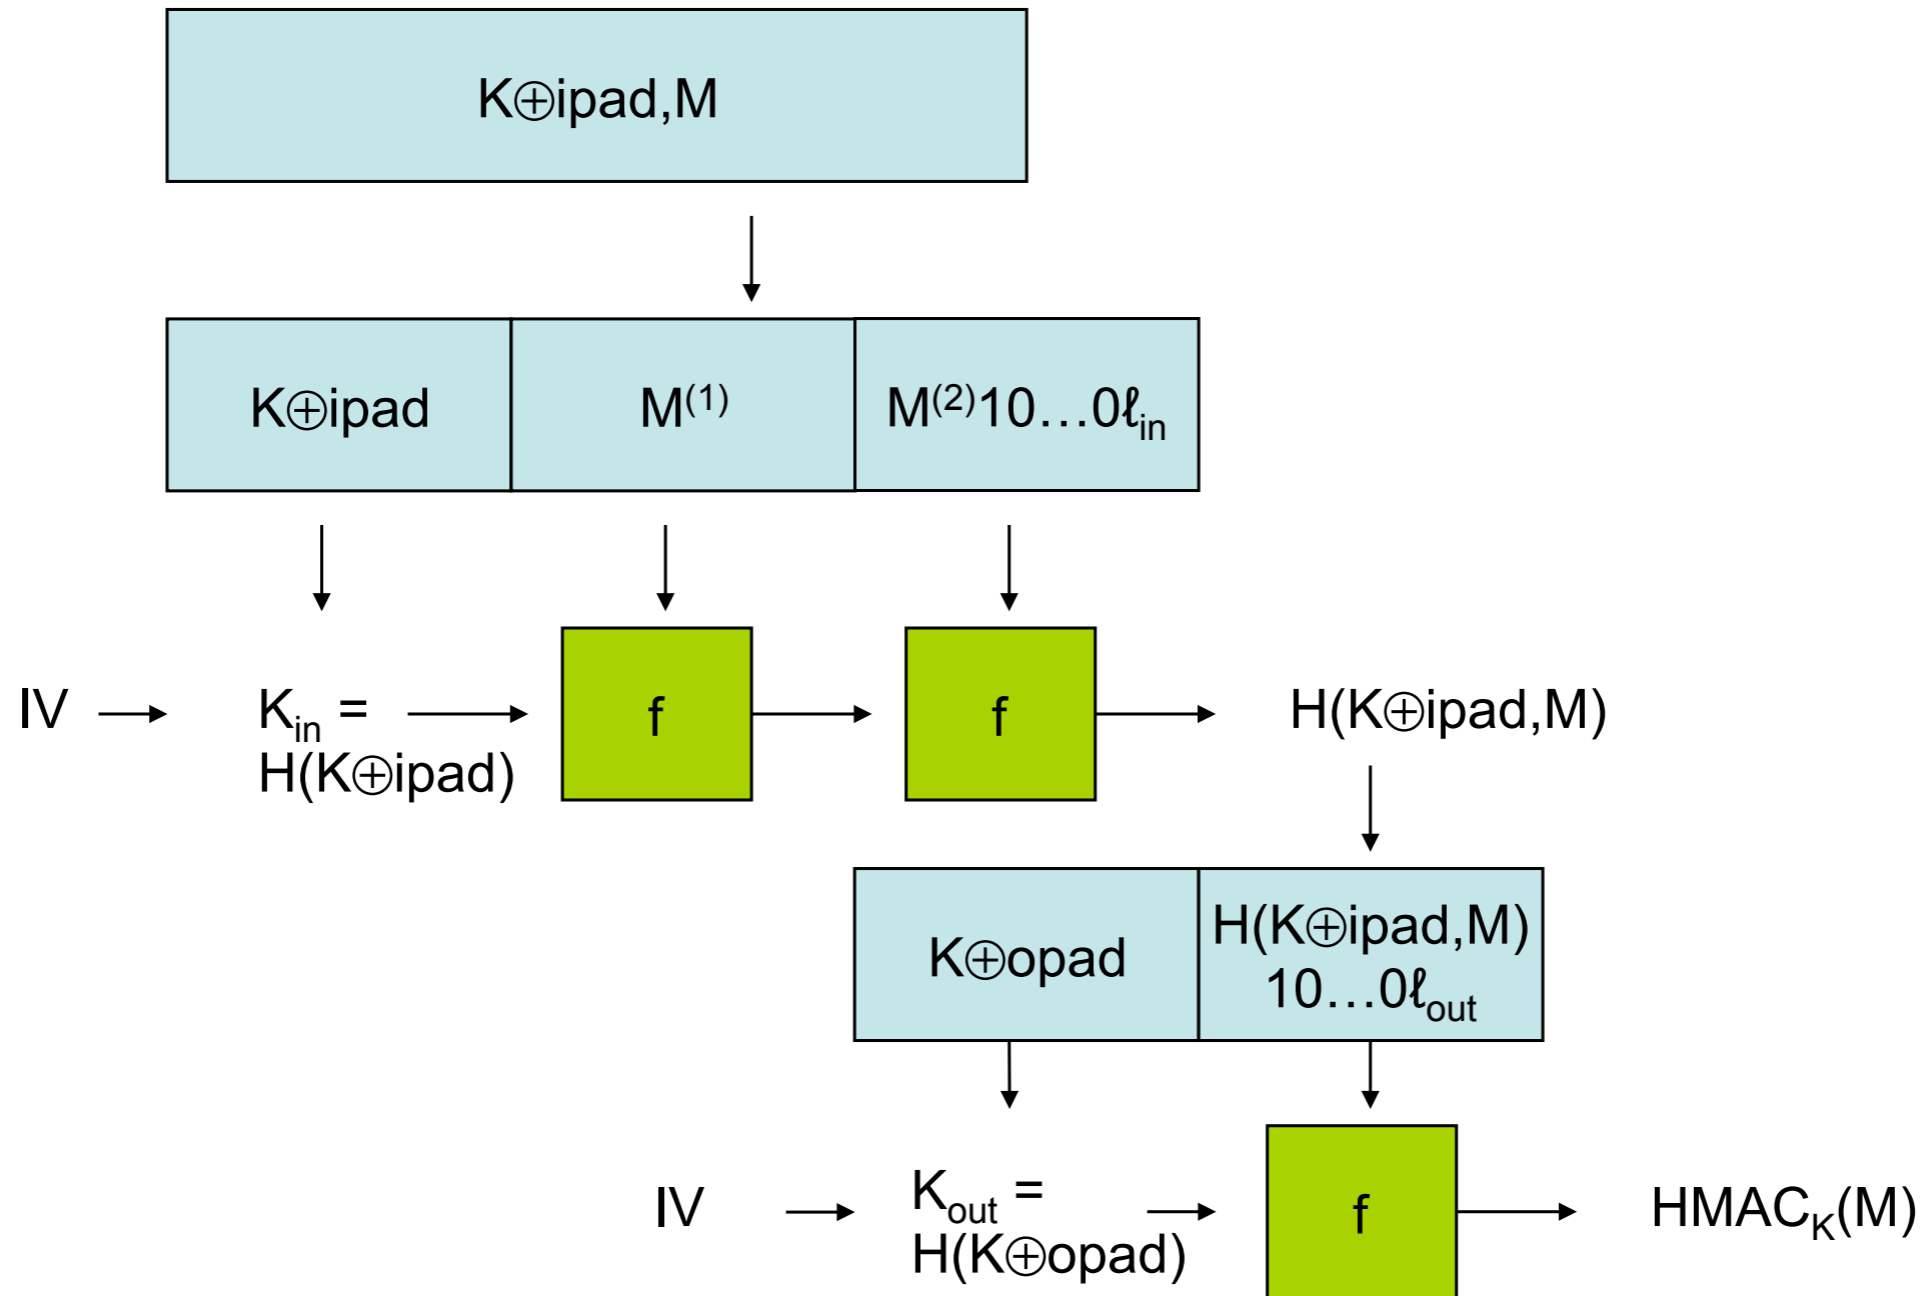 K⊕ipad,M
K⊕ipad
M⁽¹⁾
M⁽²⁾10…0ℓin
IV
Kin =
H(K⊕ipad)
f
f
H(K⊕ipad,M)
K⊕opad
H(K⊕ipad,M)
10…0ℓout
IV
Kout =
H(K⊕opad)
f
HMACK(M)